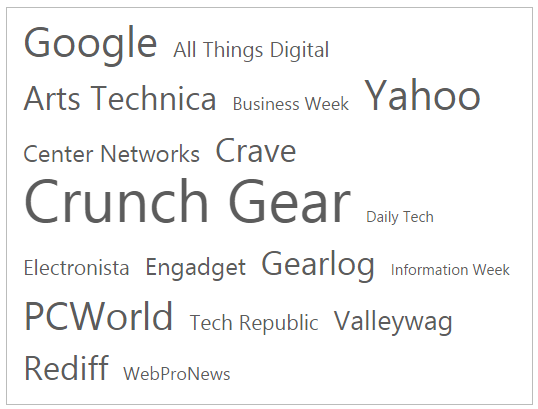 Google All Things Digital
Arts Technica Business Week Yahoo
Center Networks Crave
Crunch Gear Daily Tech
Electronista Engadget Gearlog Information Week
PCWorld Tech Republic Valleywag
Rediff WebProNews